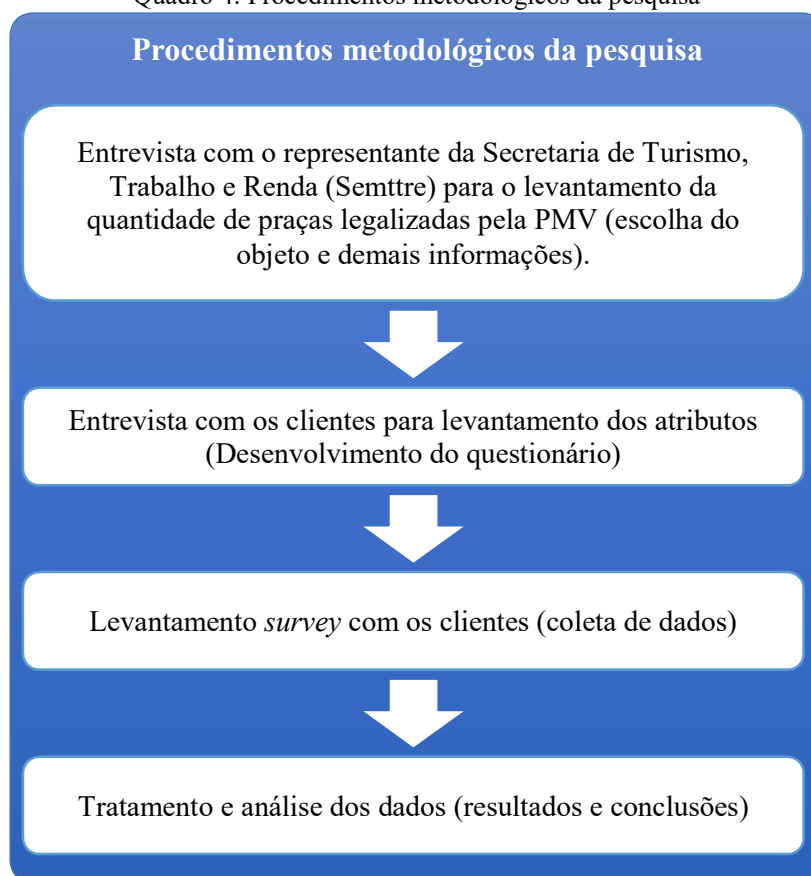 Quadro 4. Procedimentos metodológicos da pesquisa
Procedimentos metodológicos da pesquisa
Entrevista com o representante da Secretaria de Turismo,
Trabalho e Renda (Semttre) para o levantamento da
quantidade de praças legalizadas pela PMV (escolha do
objeto e demais informações).
Entrevista com os clientes para levantamento dos atributos
(Desenvolvimento do questionário)
Levantamento survey com os clientes (coleta de dados)
Tratamento e análise dos dados (resultados e conclusões)